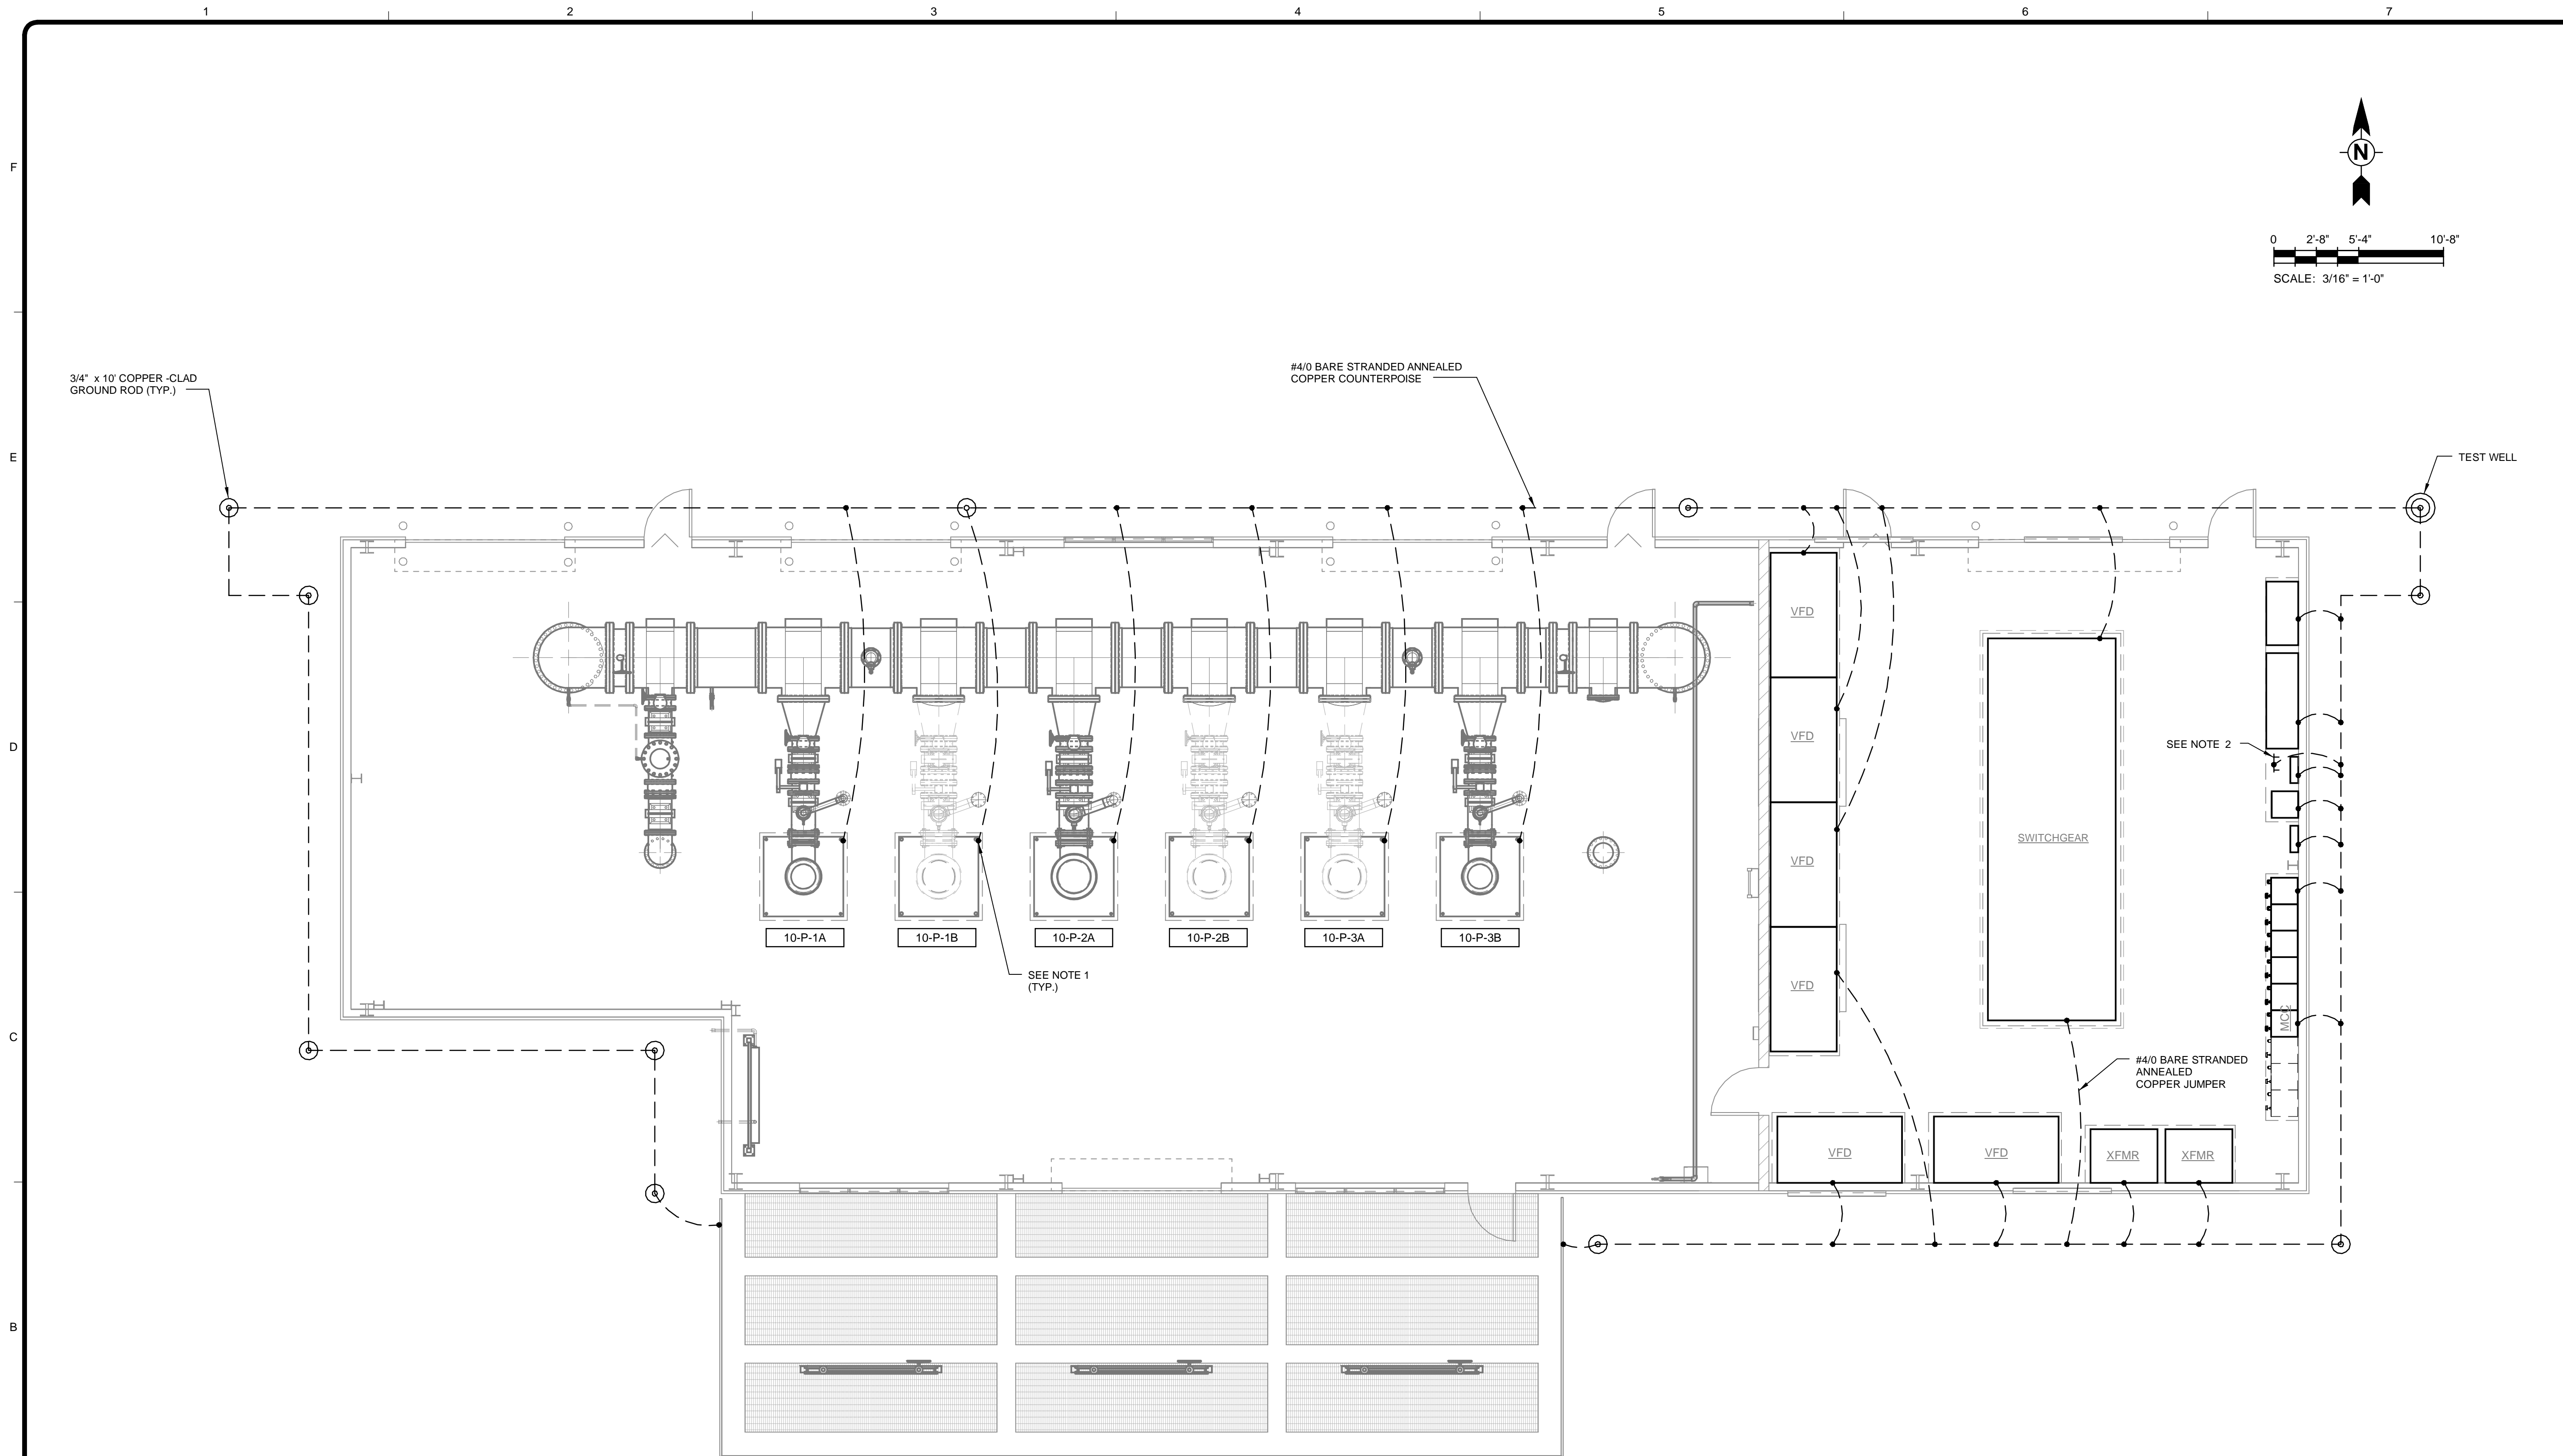 1 2 3 4 5 6 7
F
0 2'-8" 5'-4" 10'-8"
SCALE: 3/16" = 1'-0"
N
3/4" x 10' COPPER -CLAD
GROUND ROD (TYP.)
#4/0 BARE STRANDED ANNEALED
COPPER COUNTERPOISE
E
TEST WELL
VFD
D
VFD
SEE NOTE 2
SWITCHGEAR
VFD
10-P-1A 10-P-1B 10-P-2A 10-P-2B 10-P-3A 10-P-3B
SEE NOTE 1
(TYP.)
VFD
MCC
C
#4/0 BARE STRANDED
ANNEALED
COPPER JUMPER
VFD VFD XFMR XFMR
B